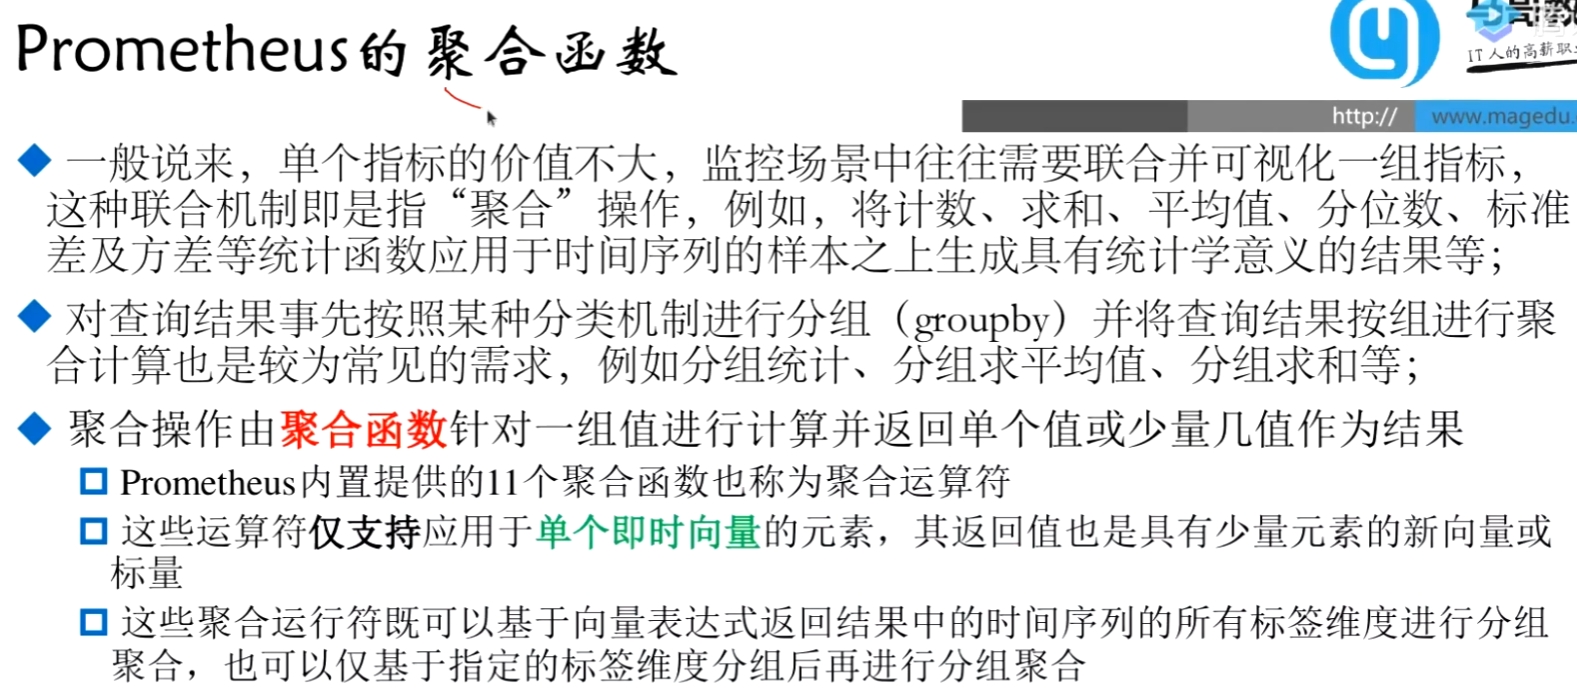 Prometheus的聚合函数
IT人的高薪职
http:// www.magedu.
一般说来，单个指标的价值不大，监控场景中往往需要联合并可视化一组指标，
这种联合机制即是指“聚合”操作，例如，将计数、求和、平均值、分位数、标准
差及方差等统计函数应用于时间序列的样本之上生成具有统计学意义的结果等；
对查询结果事先按照某种分类机制进行分组（groupby）并将查询结果按组进行聚
合计算也是较为常见的需求，例如分组统计、分组求平均值、分组求和等；
聚合操作由聚合函数针对一组值进行计算并返回单个值或少量几值作为结果
Prometheus内置提供的11个聚合函数也称为聚合运算符
这些运算符仅支持应用于单个即时向量的元素，其返回值也是具有少量元素的新向量或
标量
这些聚合运行符既可以基于向量表达式返回结果中的时间序列的所有标签维度进行分组
聚合，也可以仅基于指定的标签维度分组后再进行分组聚合